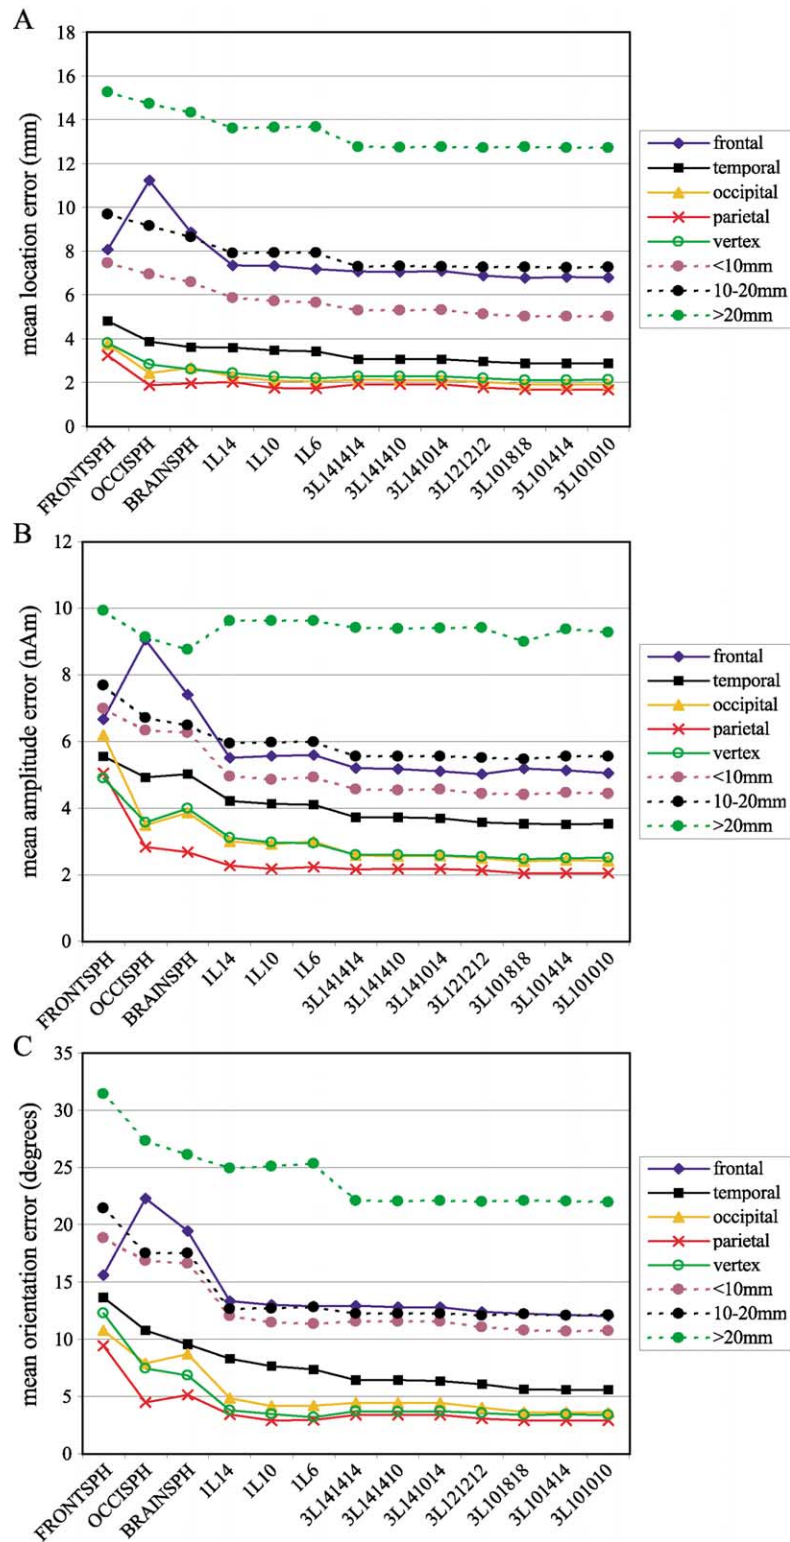 A
mean location error (mm)
18
16
14
12
10
8
6
4
2
0
FRONTSPH
OCCISPH
BRAINSPH
1L14
1L10
1L6
3L141414
3L141410
3L141014
3L121212
3L101818
3L101414
3L101010
frontal
temporal
occipital
parietal
vertex
<10mm
10-20mm
>20mm
B
mean amplitude error (nAm)
12
10
8
6
4
2
0
FRONTSPH
OCCISPH
BRAINSPH
1L14
1L10
1L6
3L141414
3L141410
3L141014
3L121212
3L101818
3L101414
3L101010
frontal
temporal
occipital
parietal
vertex
<10mm
10-20mm
>20mm
C
mean orientation error (degrees)
35
30
25
20
15
10
5
0
FRONTSPH
OCCISPH
BRAINSPH
1L14
1L10
1L6
3L141414
3L141410
3L141014
3L121212
3L101818
3L101414
3L101010
frontal
temporal
occipital
parietal
vertex
<10mm
10-20mm
>20mm